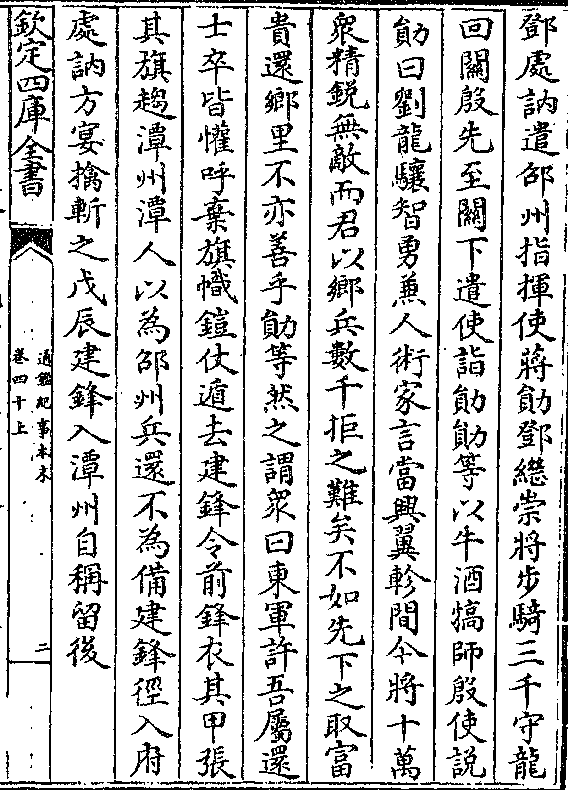 鄧處訥遣邵州指揮使蔣勛鄧繼崇將步騎三千守龍
回關殷先至關下遣使詣勛勛等以牛酒犒師殷使説
勛曰劉龍驤智勇兼人術家言當興翼軫間今將十萬
衆精鋭無敵而君以鄉兵數千拒之難矣不如先下之取富
貴還鄉里不亦善乎勛等然之謂衆曰東軍許吾屬還
士卒皆懽呼棄旗幟鎧仗遁去建鋒令前鋒衣其甲張
其旗趨潭州潭人以為邵州兵還不為備建鋒徑入府
處訥方宴擒斬之戊辰建鋒入潭州自稱留後
欽定四庫全書
通鑑紀事本末
卷四十上
二